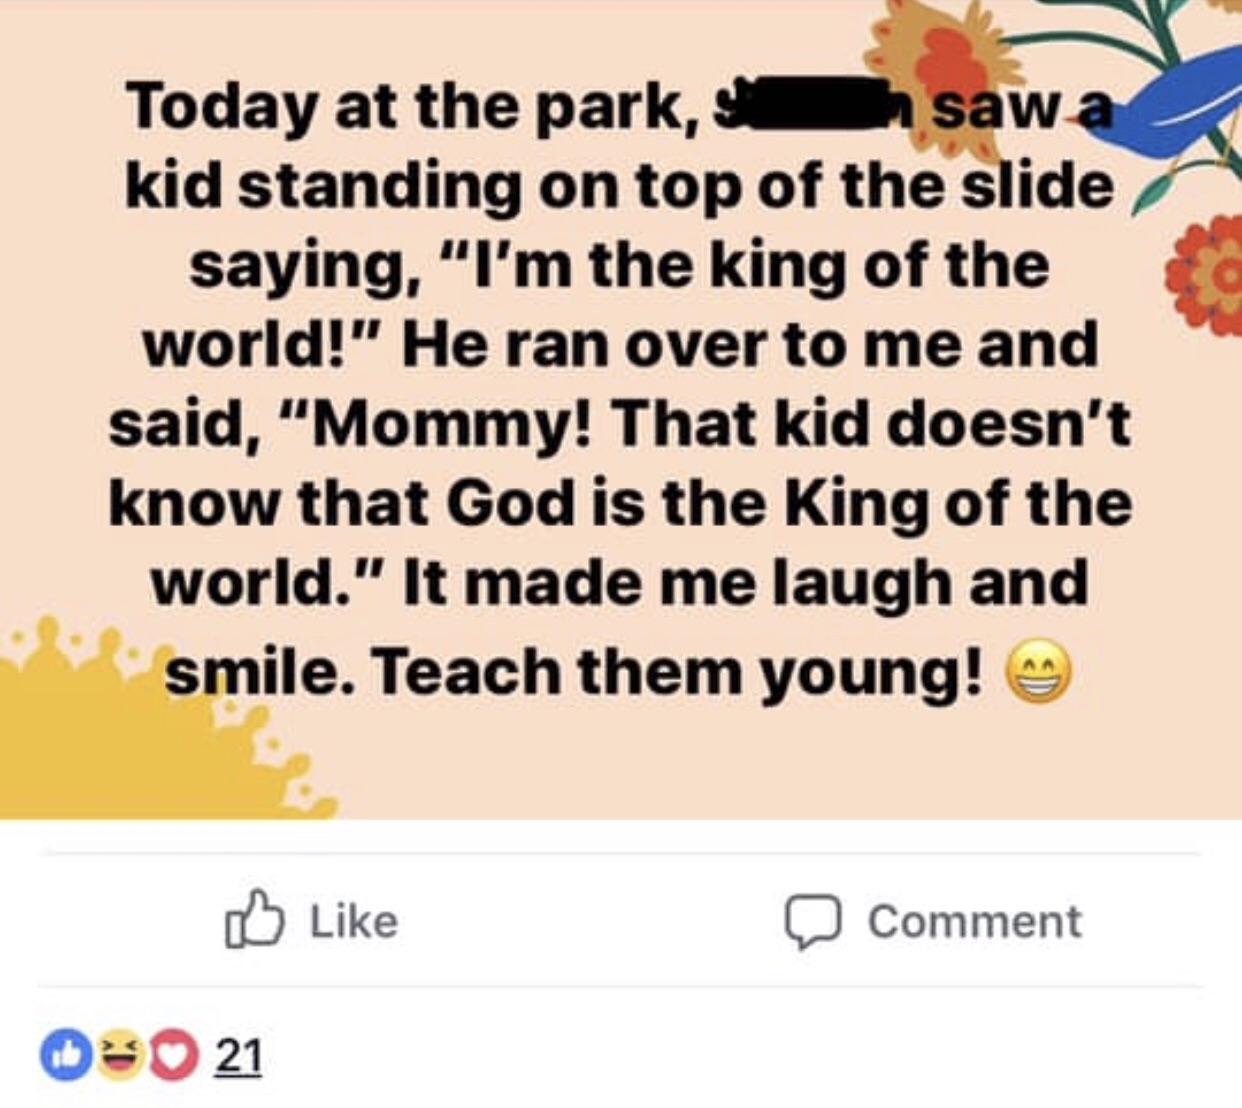 Today at the park, saw a
kid standing on top of the slide
saying, “I’m the king of the
world!” He ran over to me and
said, “Mommy! That kid doesn’t
know that God is the King of the
world.” It made me laugh and
smile. Teach them young! 😁
Like
Comment
21